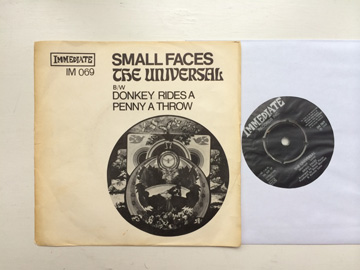 IMMEDIATE
IM 069
SMALL FACES
THE UNIVERSAL
B/W
DONKEY RIDES A
PENNY A THROW
IMMEDIATE